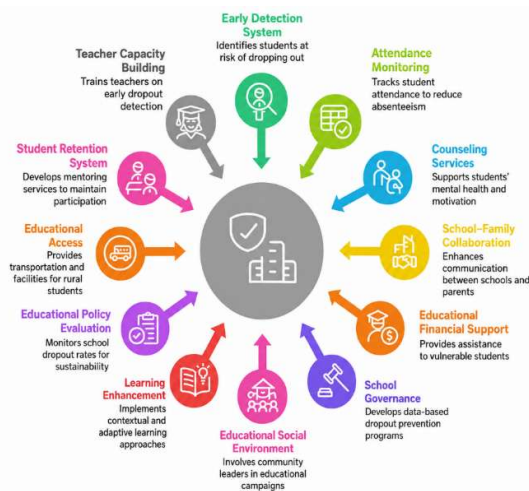 Early Detection
System
Identifies students at
risk of dropping out
Attendance
Monitoring
Tracks student
attendance to reduce
absenteeism
Counseling
Services
Supports students'
mental health and
motivation
School–Family
Collaboration
Enhances
communication
between schools and
parents
Educational
Financial Support
Provides assistance
to vulnerable students
School
Governance
Develops data-based
dropout prevention
programs
Educational Social
Environment
Involves community
leaders in educational
campaigns
Learning
Enhancement
Implements
contextual and
adaptive learning
approaches
Educational Policy
Evaluation
Monitors school
dropout rates for
sustainability
Educational
Access
Provides
transportation and
facilities for rural
students
Student Retention
System
Develops mentoring
services to maintain
participation
Teacher Capacity
Building
Trains teachers on
early dropout
detection
$